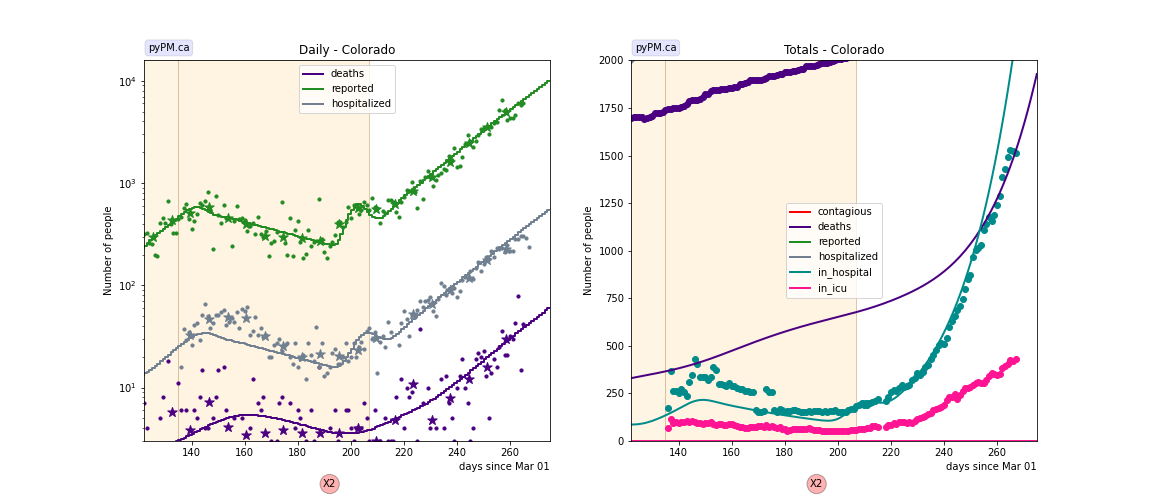 pyPM.ca
Daily - Colorado
deaths
reported
hospitalized
10⁴
10³
10²
10¹
Number of people
140 160 180 200 220 240 260
days since Mar 01
X2
pyPM.ca
Totals - Colorado
2000
1750
1500
1250
1000
750
500
250
0
Number of people
contagious
deaths
reported
hospitalized
in_hospital
in_icu
140 160 180 200 220 240 260
days since Mar 01
X2